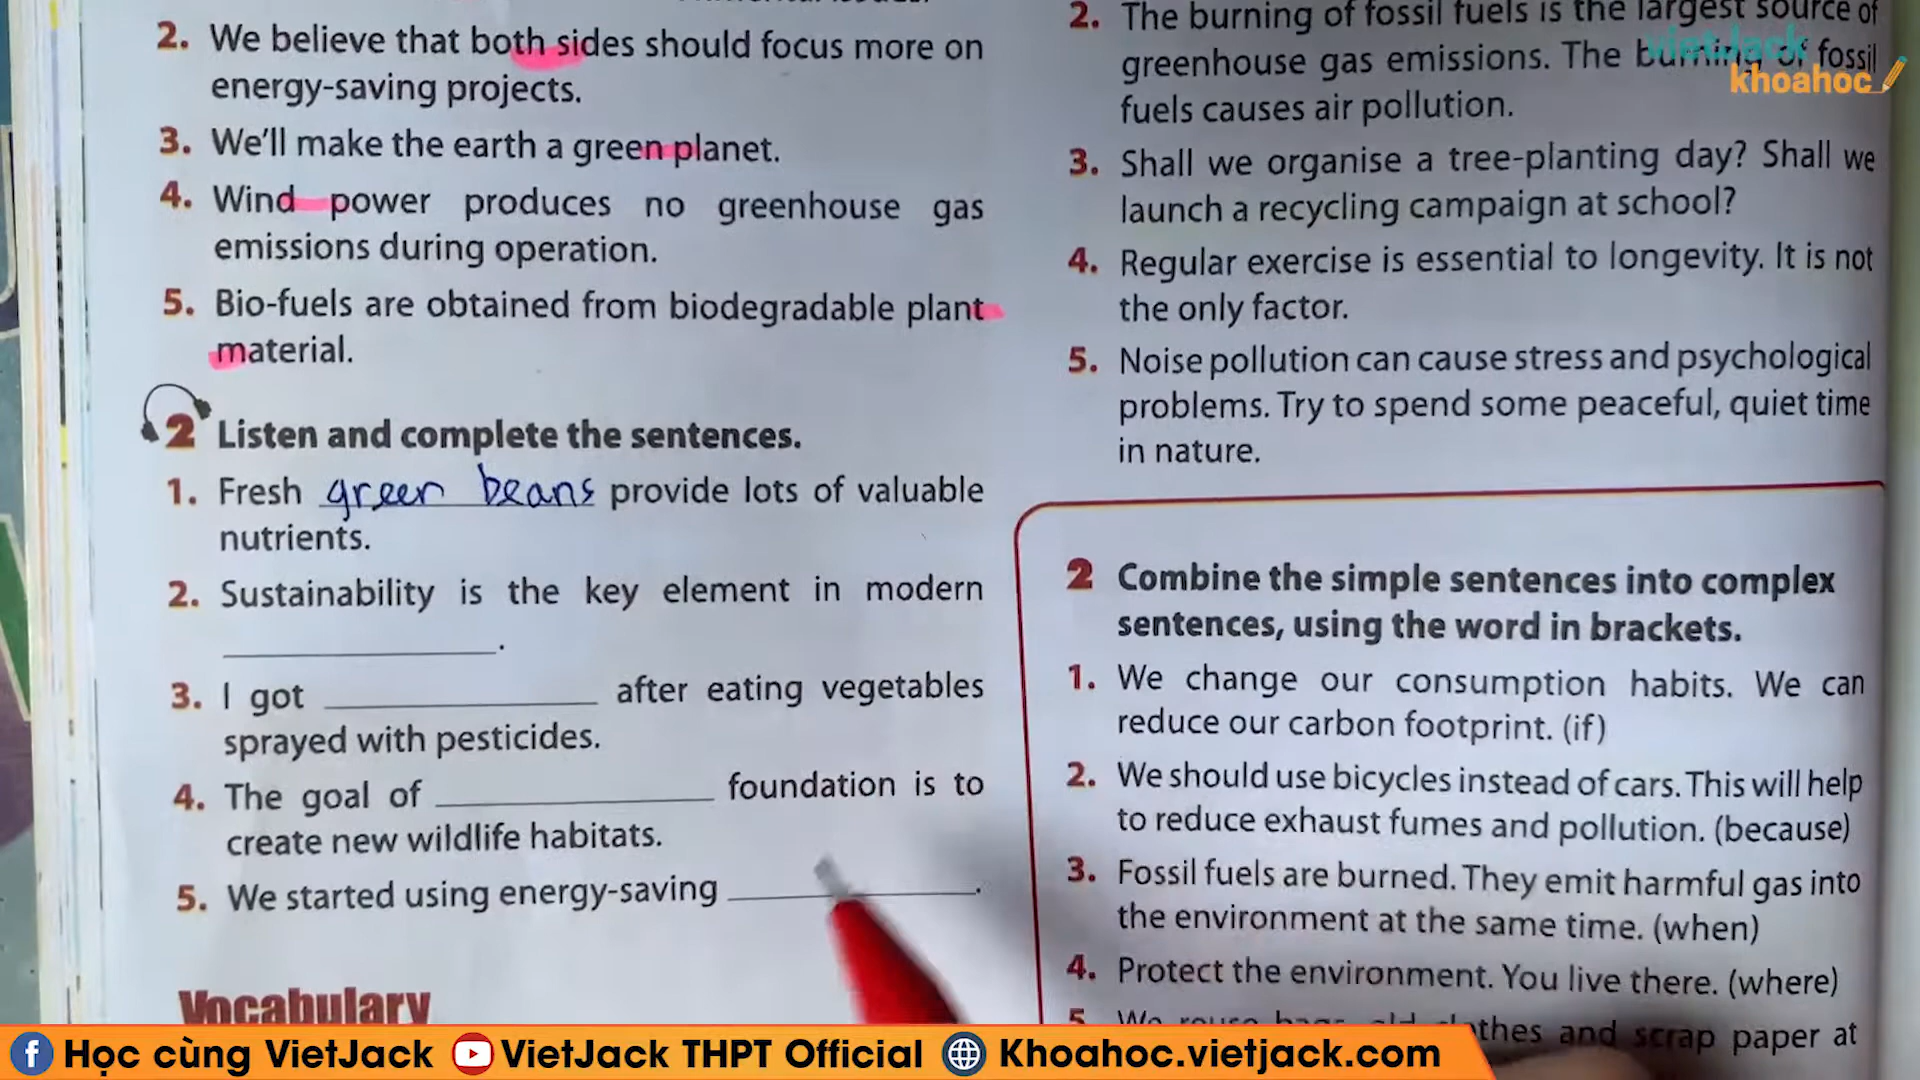 2. We believe that both sides should focus more on
energy-saving projects.
3. We'll make the earth a green planet.
4. Wind power produces no greenhouse gas
emissions during operation.
5. Bio-fuels are obtained from biodegradable plant
material.
2 Listen and complete the sentences.
1. Fresh green beans provide lots of valuable
nutrients.
2. Sustainability is the key element in modern
____________.
3. I got ____________ after eating vegetables
sprayed with pesticides.
4. The goal of ____________ foundation is to
create new wildlife habitats.
5. We started using energy-saving ____________.
Vocabulary
2. The burning of fossil fuels is the largest source of
greenhouse gas emissions. The burning of fossil
fuels causes air pollution.
3. Shall we organise a tree-planting day? Shall we
launch a recycling campaign at school?
4. Regular exercise is essential to longevity. It is not
the only factor.
5. Noise pollution can cause stress and psychological
problems. Try to spend some peaceful, quiet time
in nature.
2 Combine the simple sentences into complex
sentences, using the word in brackets.
1. We change our consumption habits. We can
reduce our carbon footprint. (if)
2. We should use bicycles instead of cars. This will help
to reduce exhaust fumes and pollution. (because)
3. Fossil fuels are burned. They emit harmful gas into
the environment at the same time. (when)
4. Protect the environment. You live there. (where)
5. We reuse bags, old clothes and scrap paper at
vietJack
khoahoc
Học cùng VietJack
VietJack THPT Official
Khoahoc.vietjack.com